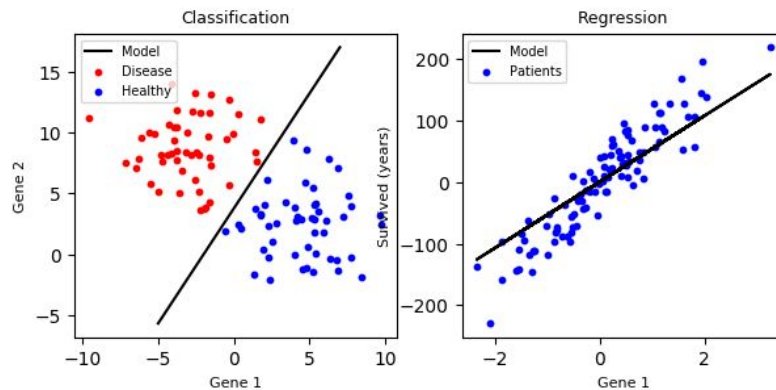 Classification
Model
Disease
Healthy
15
10
5
0
−5
Gene 2
−10
−5
0
5
10
Gene 1
Regression
Model
Patients
200
100
0
−100
−200
Survived (years)
−2
0
2
Gene 1